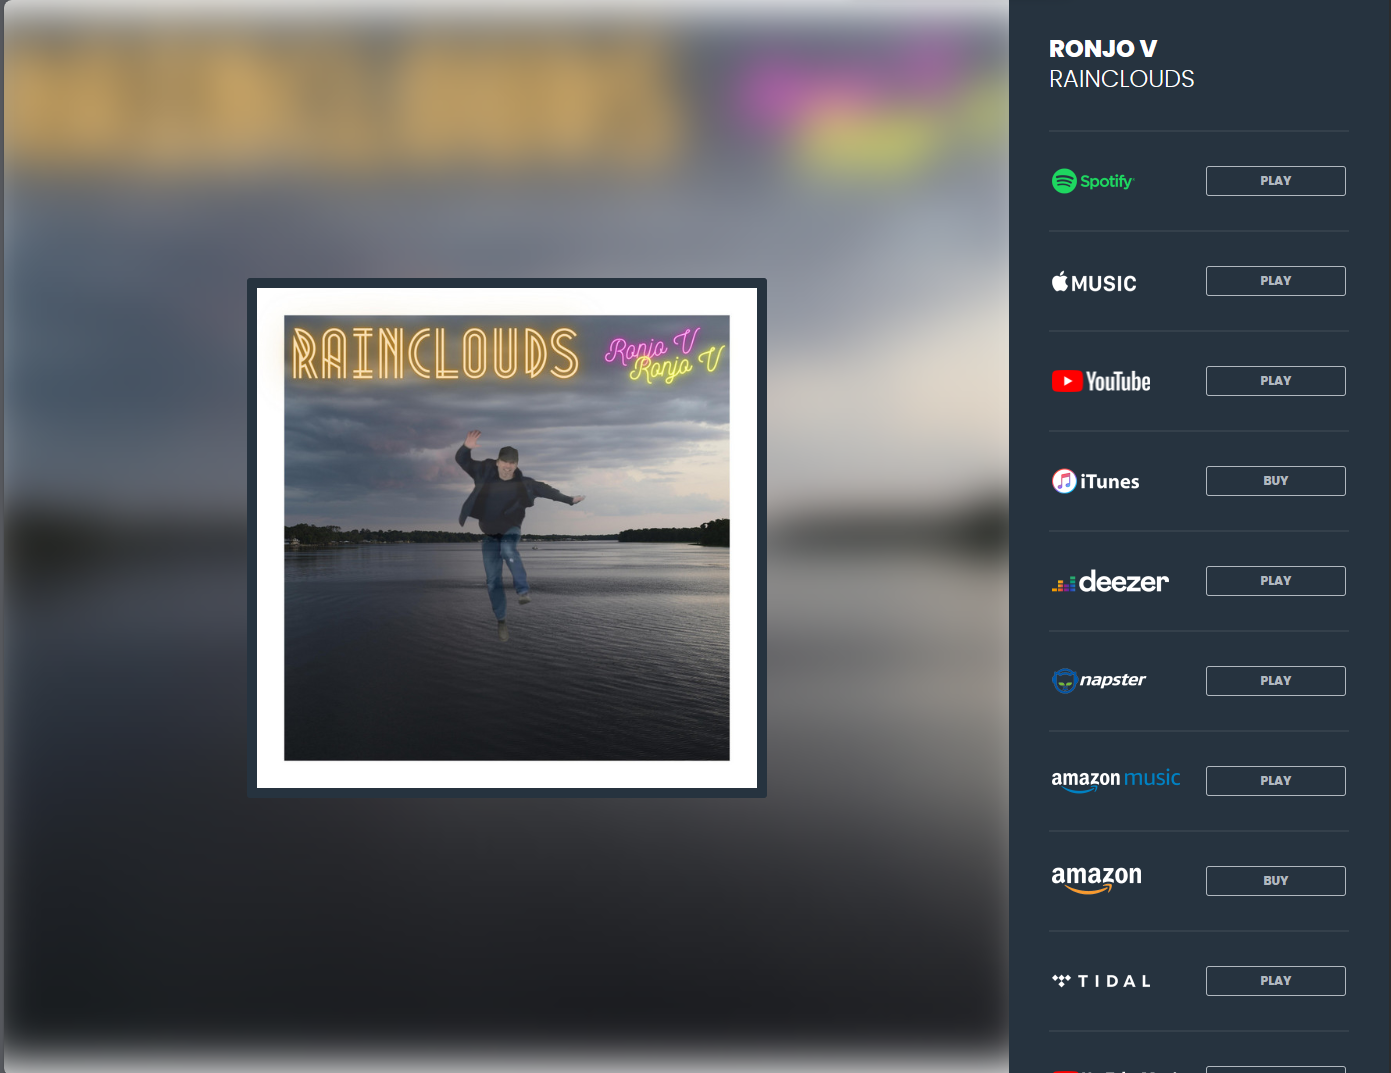 RAINCLOUDS
Ronjo V
Ronjo V
RONJO V
RAINCLOUDS
Spotify PLAY
MUSIC PLAY
YouTube PLAY
iTunes BUY
deezer PLAY
napster PLAY
amazon music PLAY
amazon BUY
TIDAL PLAY